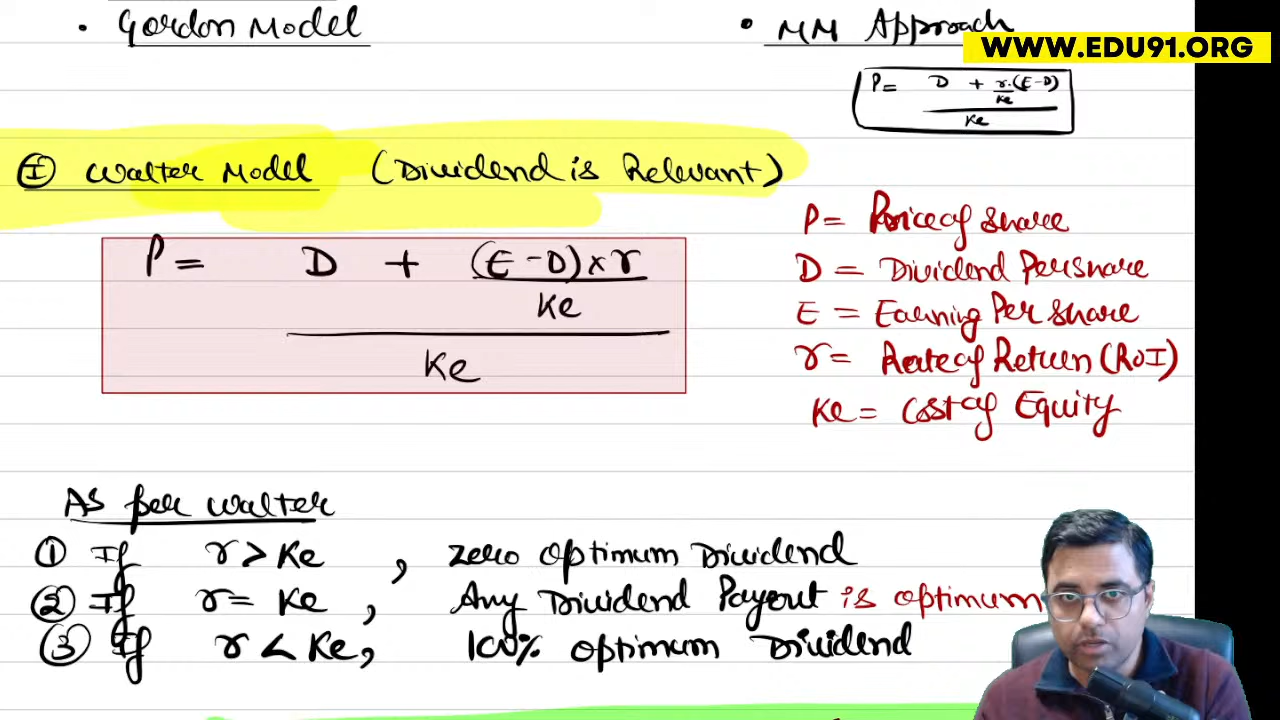 • Gordon Model
• MM Approach
WWW.EDU91.ORG
P= D + r.(E-D)
Ke
Ke
① Walter Model (Dividend is Relevant)
P = D + (E-D)×r
Ke
Ke
P = Price of share
D = Dividend Per share
E = Earning Per share
r = Rate of Return (ROI)
Ke = Cost of Equity
As per walter
① If r > Ke , zero optimum Dividend
② If r = Ke , Any Dividend Payout is optimum
③ If r < Ke, 100% optimum Dividend